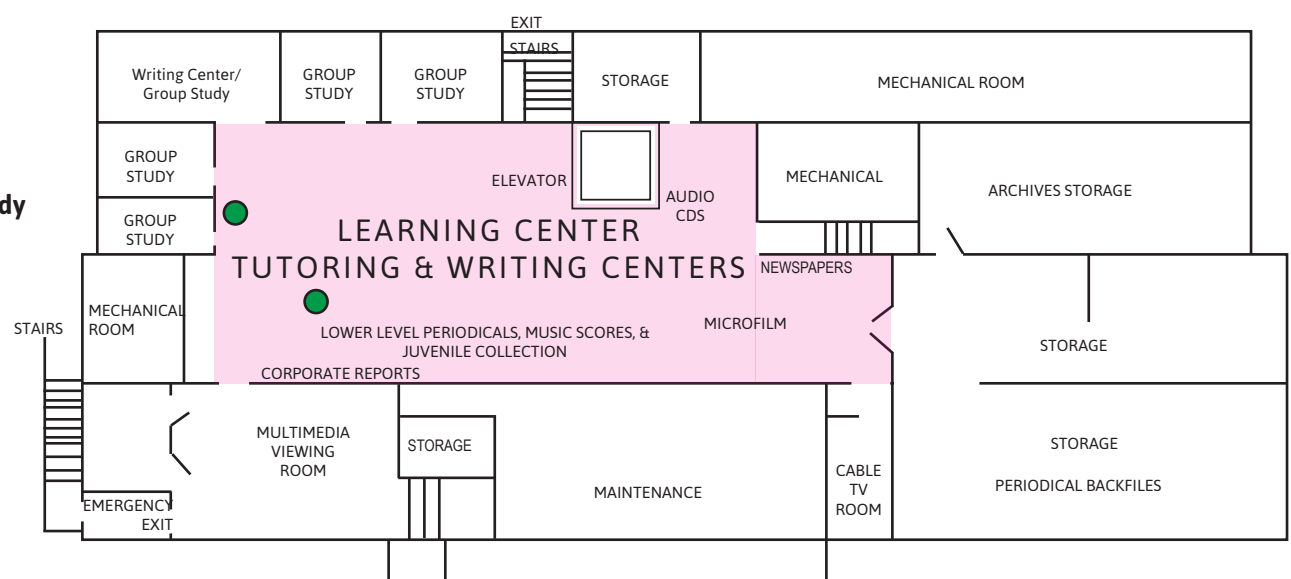 EXIT
STAIRS
Writing Center/
Group Study
GROUP
STUDY
GROUP
STUDY
STORAGE
MECHANICAL ROOM
GROUP
STUDY
ELEVATOR
AUDIO
CDS
MECHANICAL
ARCHIVES STORAGE
dy
GROUP
STUDY
LEARNING CENTER
TUTORING & WRITING CENTERS
NEWSPAPERS
STAIRS
MECHANICAL
ROOM
LOWER LEVEL PERIODICALS, MUSIC SCORES, &
JUVENILE COLLECTION
MICROFILM
STORAGE
CORPORATE REPORTS
MULTIMEDIA
VIEWING
ROOM
STORAGE
MAINTENANCE
CABLE
TV
ROOM
STORAGE
PERIODICAL BACKFILES
EMERGENCY
EXIT